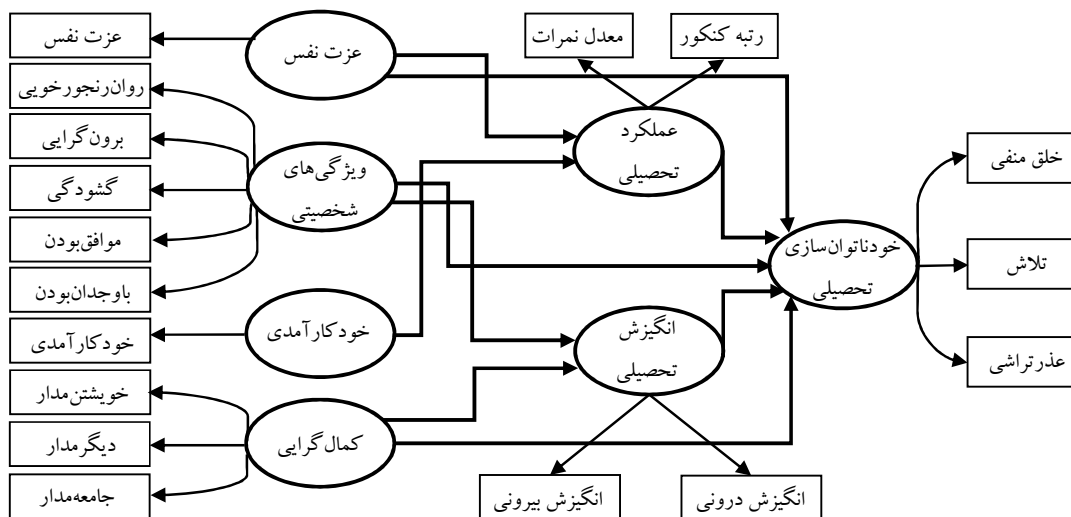 رتبه کنکور
معدل نمرات
عزت نفس
عزت نفس
روان‌رنجورخویی
برون‌گرایی
گشودگی
موافق‌بودن
باوجدان‌بودن
ویژگی‌های
شخصیتی
عملکرد
تحصیلی
خودناتوان‌سازی
تحصیلی
خلق منفی
تلاش
عذرتراشی
خودکارآمدی
خودکارآمدی
انگیزش
تحصیلی
کمال‌گرایی
خویشتن‌مدار
دیگرمدار
جامعه‌مدار
انگیزش درونی
انگیزش بیرونی